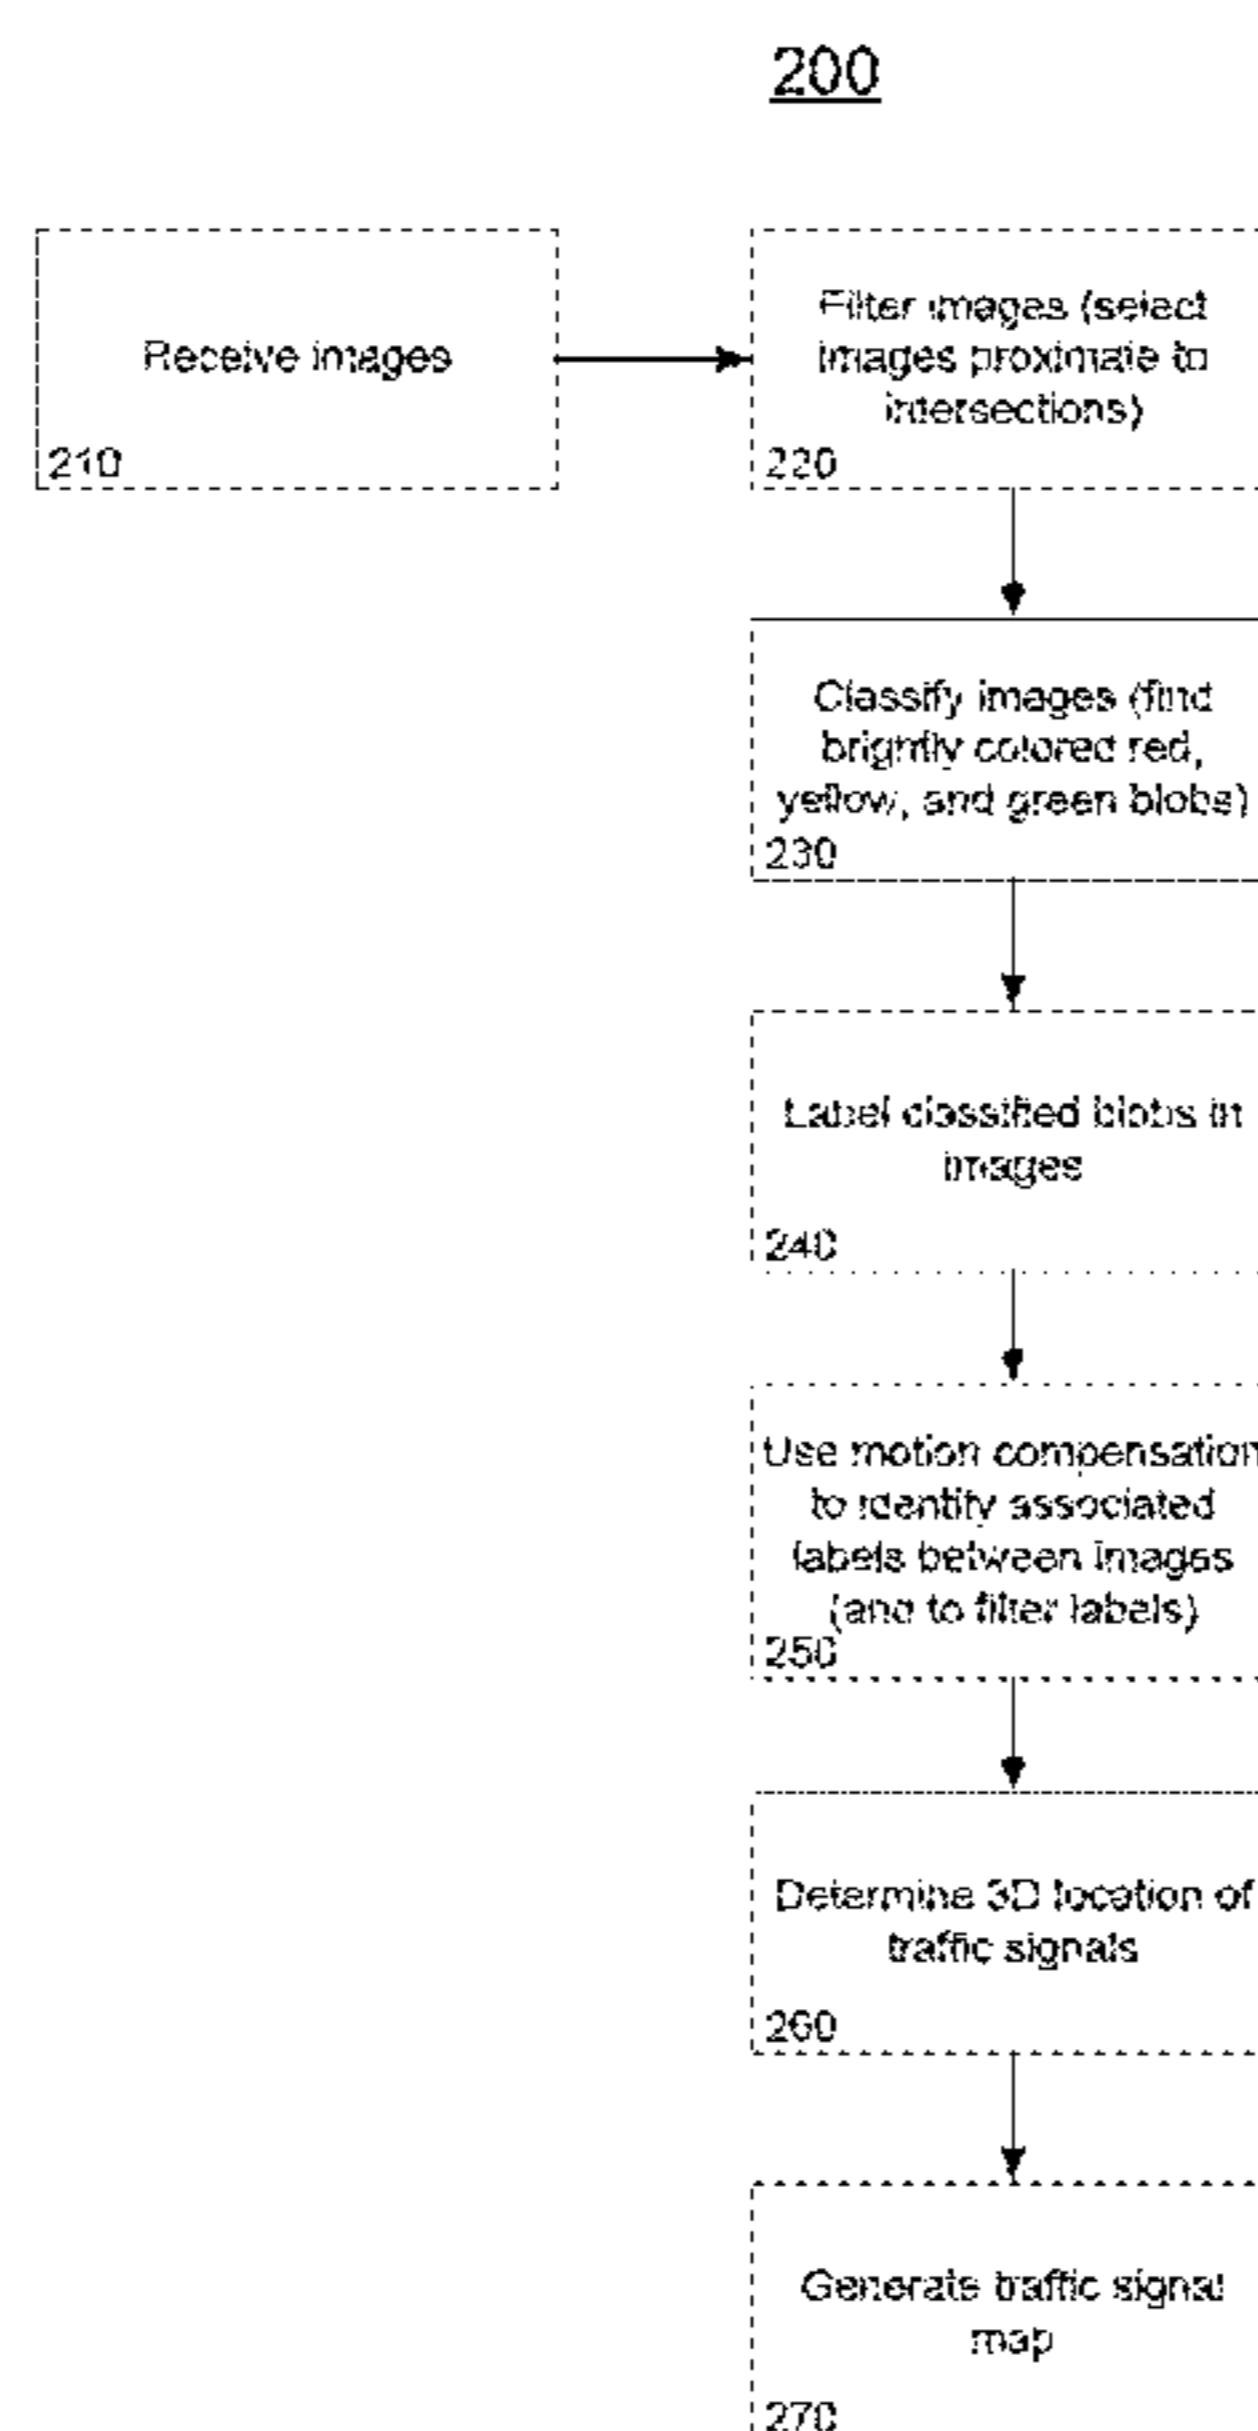 200
Receive images
210
Filter images (select
images proximate to
intersections)
220
Classify images (find
brightly colored red,
yellow, and green blobs)
230
Label classified blobs in
images
240
Use motion compensation
to identify associated
labels between images
(and to filter labels)
250
Determine 3D location of
traffic signals
260
Generate traffic signal
map
270